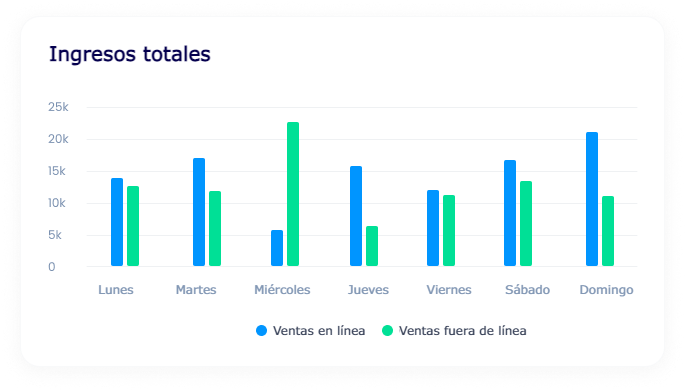 Ingresos totales
25k
20k
15k
10k
5k
0
Lunes Martes Miércoles Jueves Viernes Sábado Domingo
Ventas en línea Ventas fuera de línea